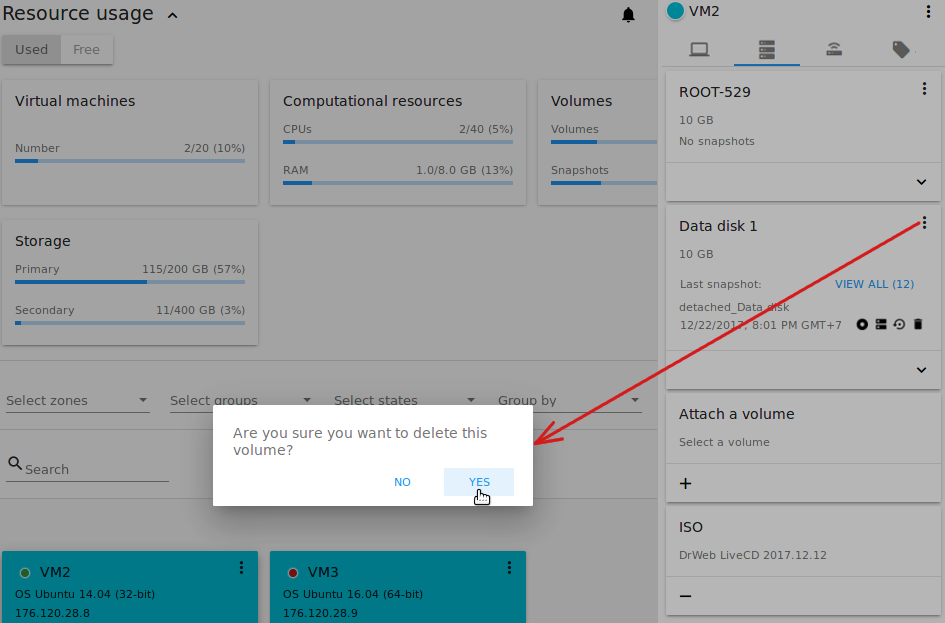 Resource usage
Used
Free
Virtual machines
Number 2/20 (10%)
Computational resources
CPUs 2/40 (5%)
RAM 1.0/8.0 GB (13%)
Volumes
Volumes
Snapshots
Storage
Primary 115/200 GB (57%)
Secondary 11/400 GB (3%)
Select zones
Select groups
Select states
Group by
Search
Are you sure you want to delete this
volume?
NO
YES
VM2
OS Ubuntu 14.04 (32-bit)
176.120.28.8
VM3
OS Ubuntu 16.04 (64-bit)
176.120.28.9
VM2
ROOT-529
10 GB
No snapshots
Data disk 1
10 GB
Last snapshot:
VIEW ALL (12)
detached_Data disk
12/22/2017, 8:01 PM GMT+7
Attach a volume
Select a volume
+
ISO
DrWeb LiveCD 2017.12.12